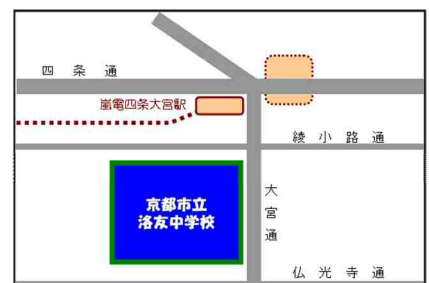 四条通
嵐電四条大宮駅
綾小路通
京都市立
洛友中学校
大宮通
仏光寺通